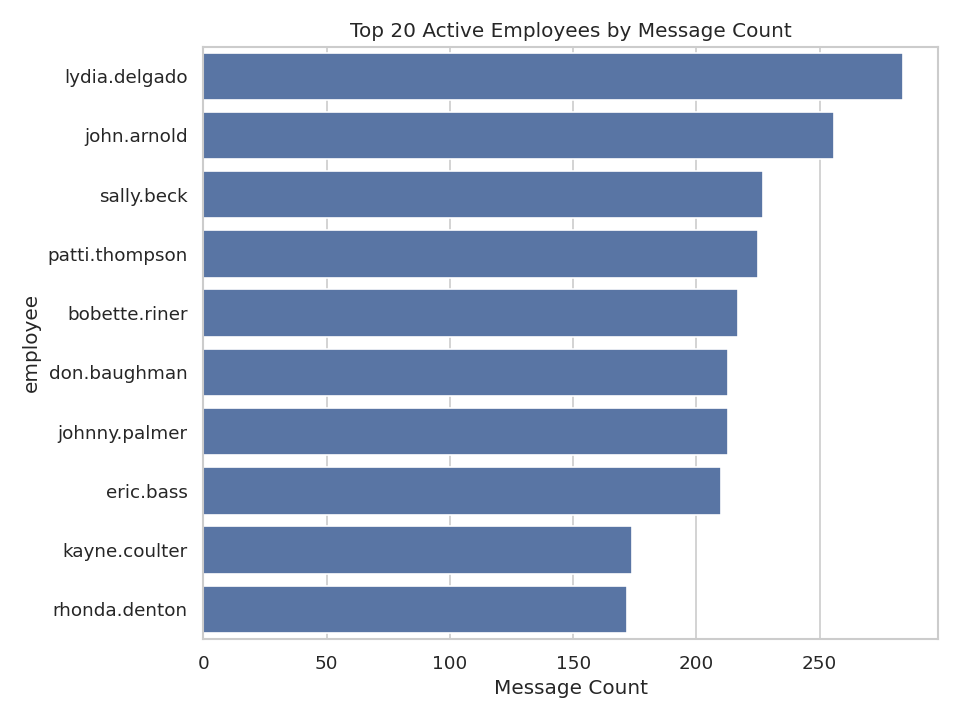 Top 20 Active Employees by Message Count
employee
lydia.delgado
john.arnold
sally.beck
patti.thompson
bobette.riner
don.baughman
johnny.palmer
eric.bass
kayne.coulter
rhonda.denton
0 50 100 150 200 250
Message Count